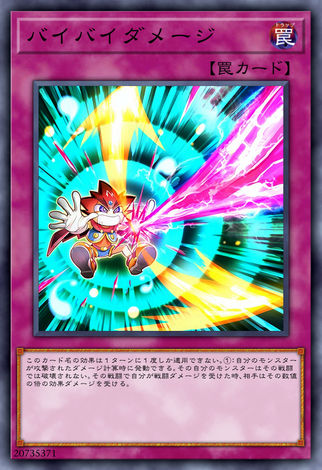 バイバイダメージ
トラップ
罠
【罠カード】
このカード名の効果は１ターンに１度しか適用できない。①:自分のモンスター
が攻撃されたダメージ計算時に発動できる。その自分のモンスターはその戦闘
では破壊されない。その戦闘で自分が戦闘ダメージを受けた時、相手はその数値
の倍の効果ダメージを受ける。
20735371